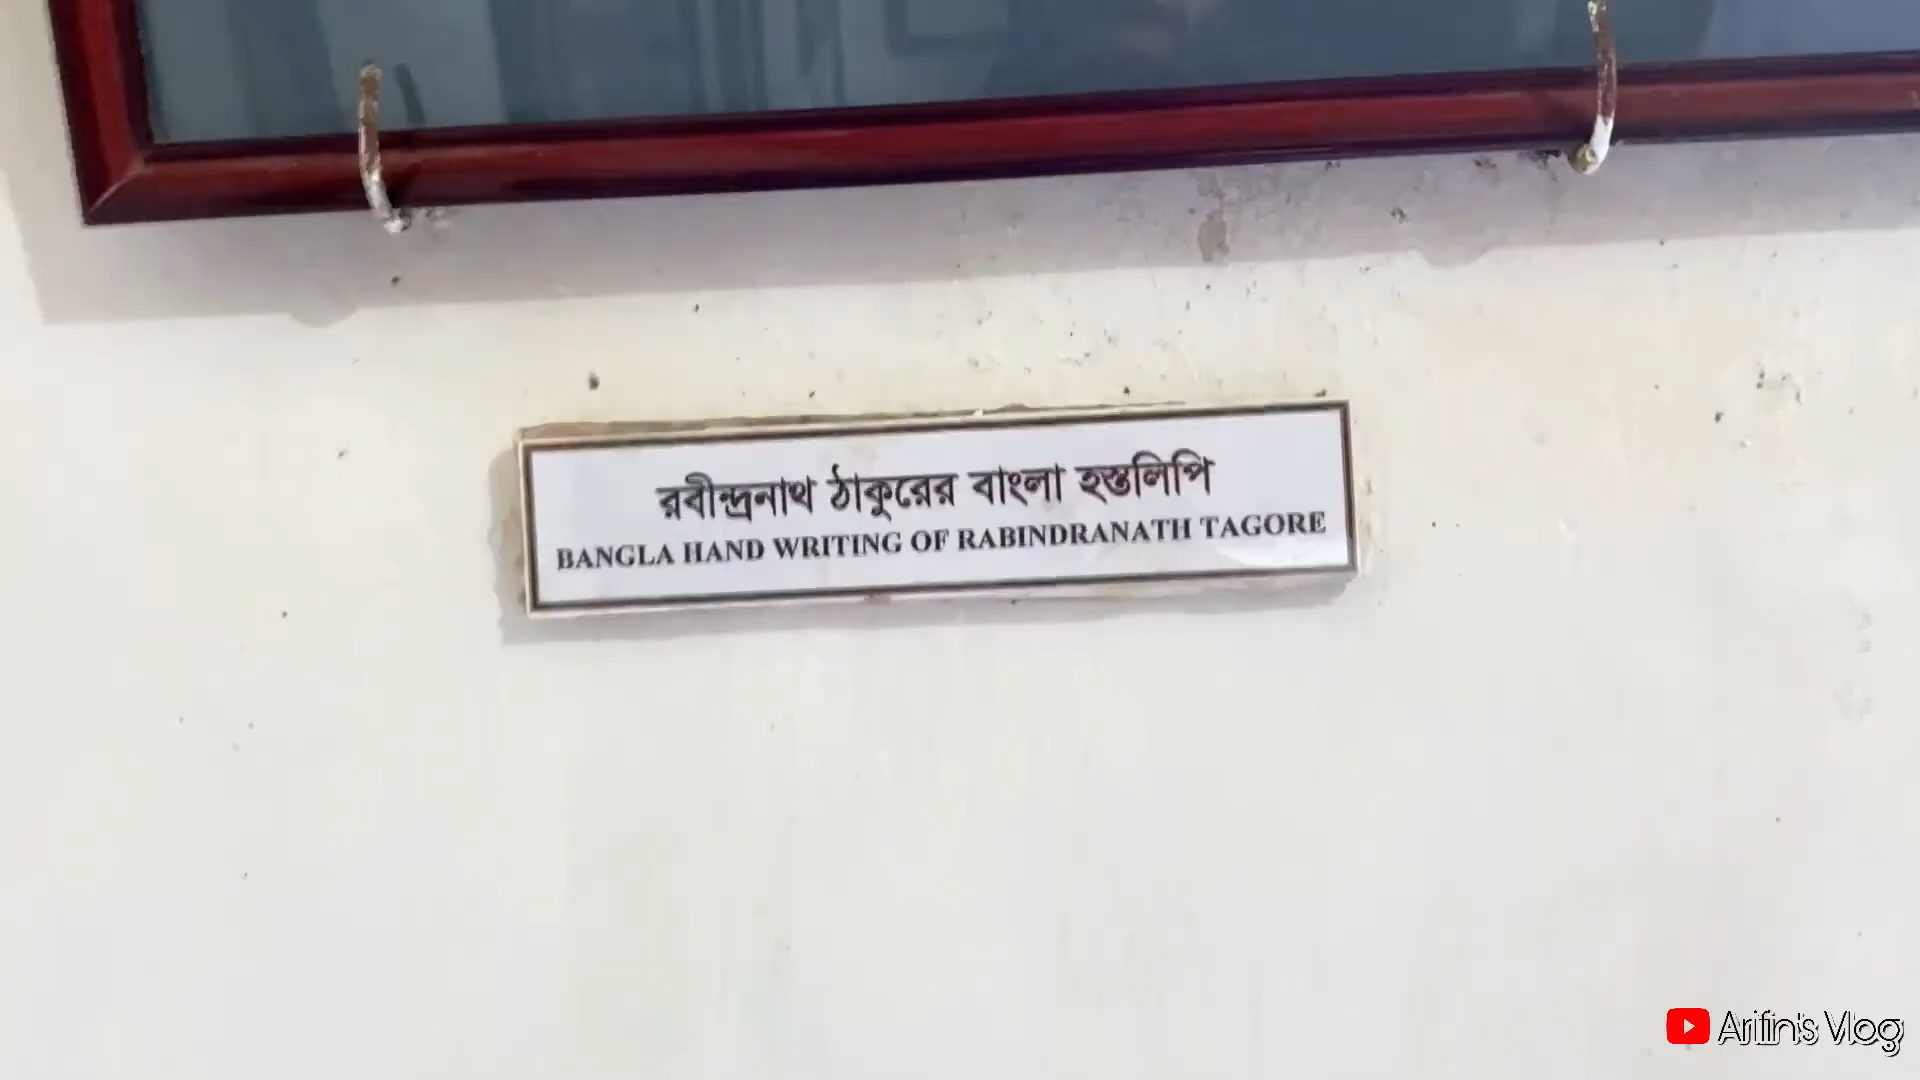 রবীন্দ্রনাথ ঠাকুরের বাংলা হস্তলিপি
BANGLA HAND WRITING OF RABINDRANATH TAGORE
Arifin's Vlog